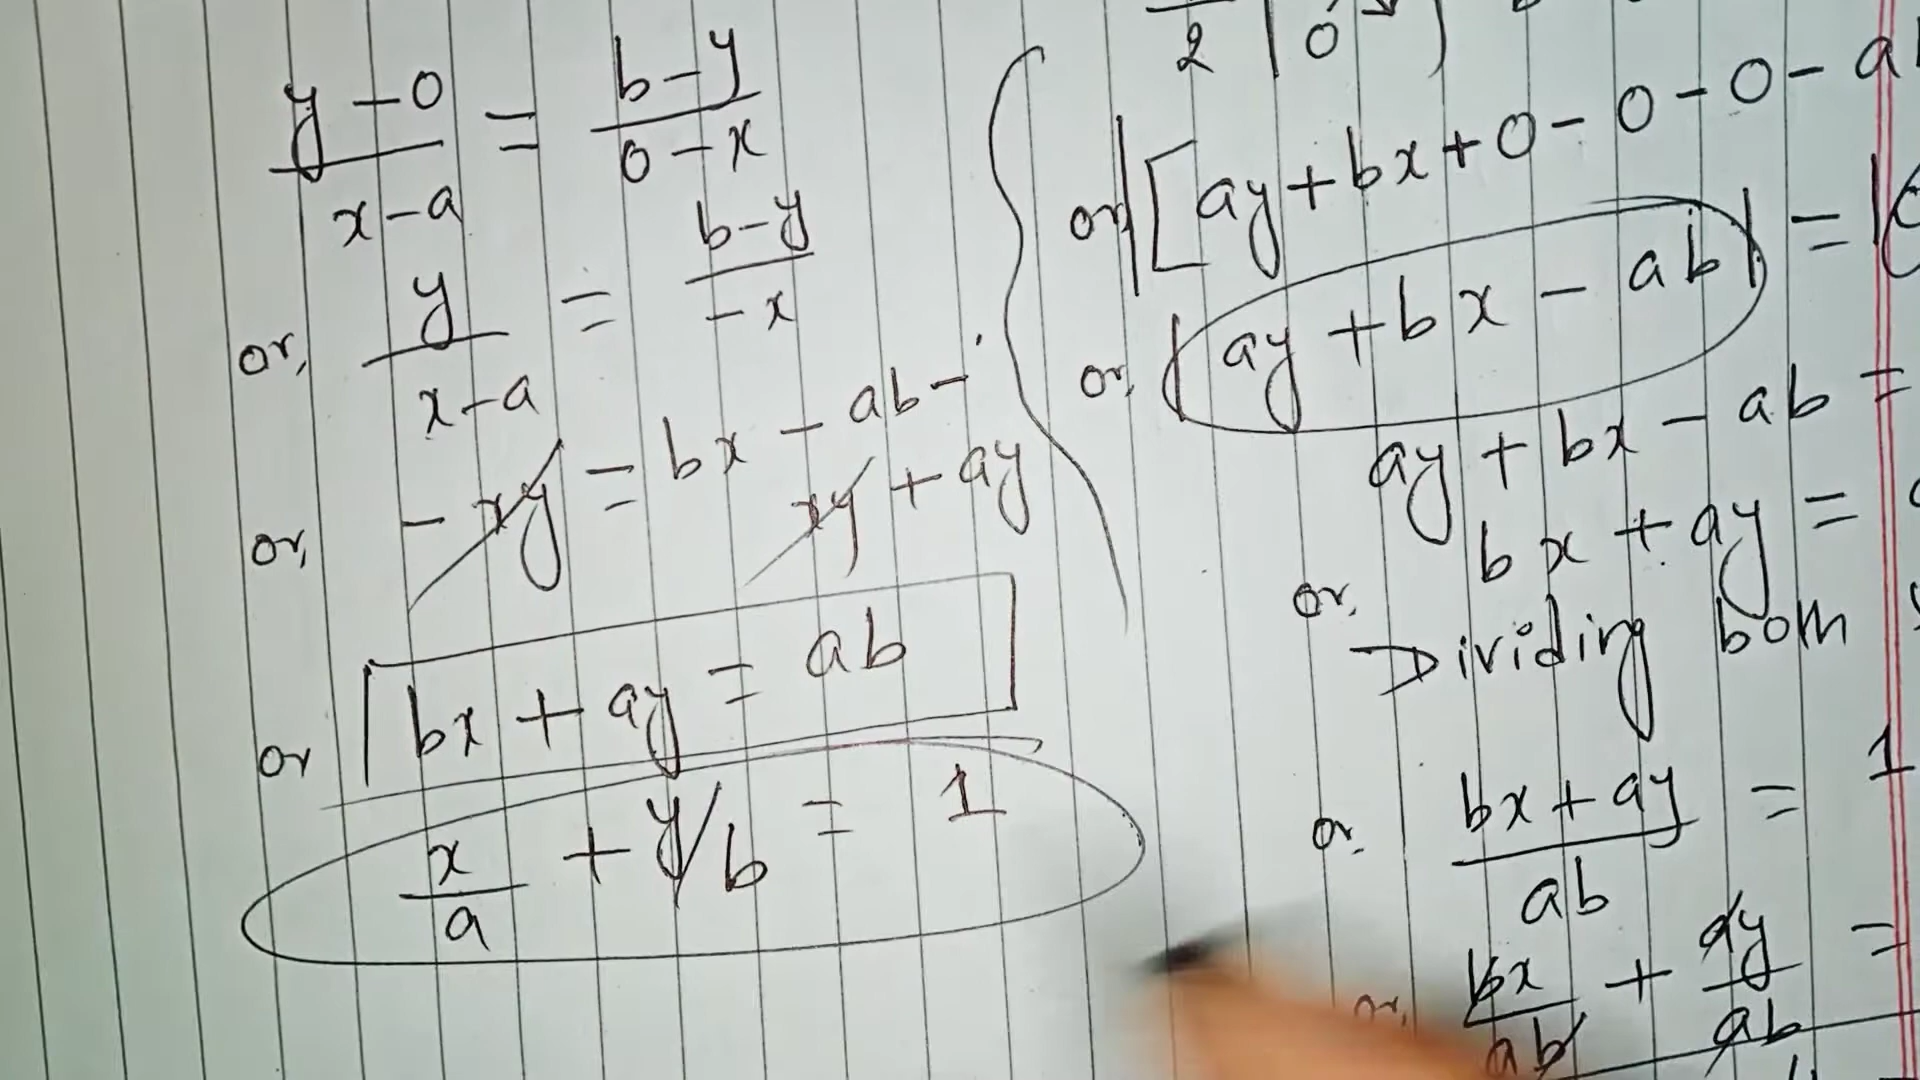 y-0/x-a = b-y/0-x
or, y/x-a = b-y/-x
or, -xy = bx - ab -
xy + ay
or bx + ay = ab
x/a + y/b = 1
2 | 0
or, |[ay+bx+0-0-0-a
or, |ay+bx-ab| = |
ay+bx-ab =
or, bx+ay =
Dividing both
or, bx+ay/ab = 1
or, bx/ab + ay/ab =